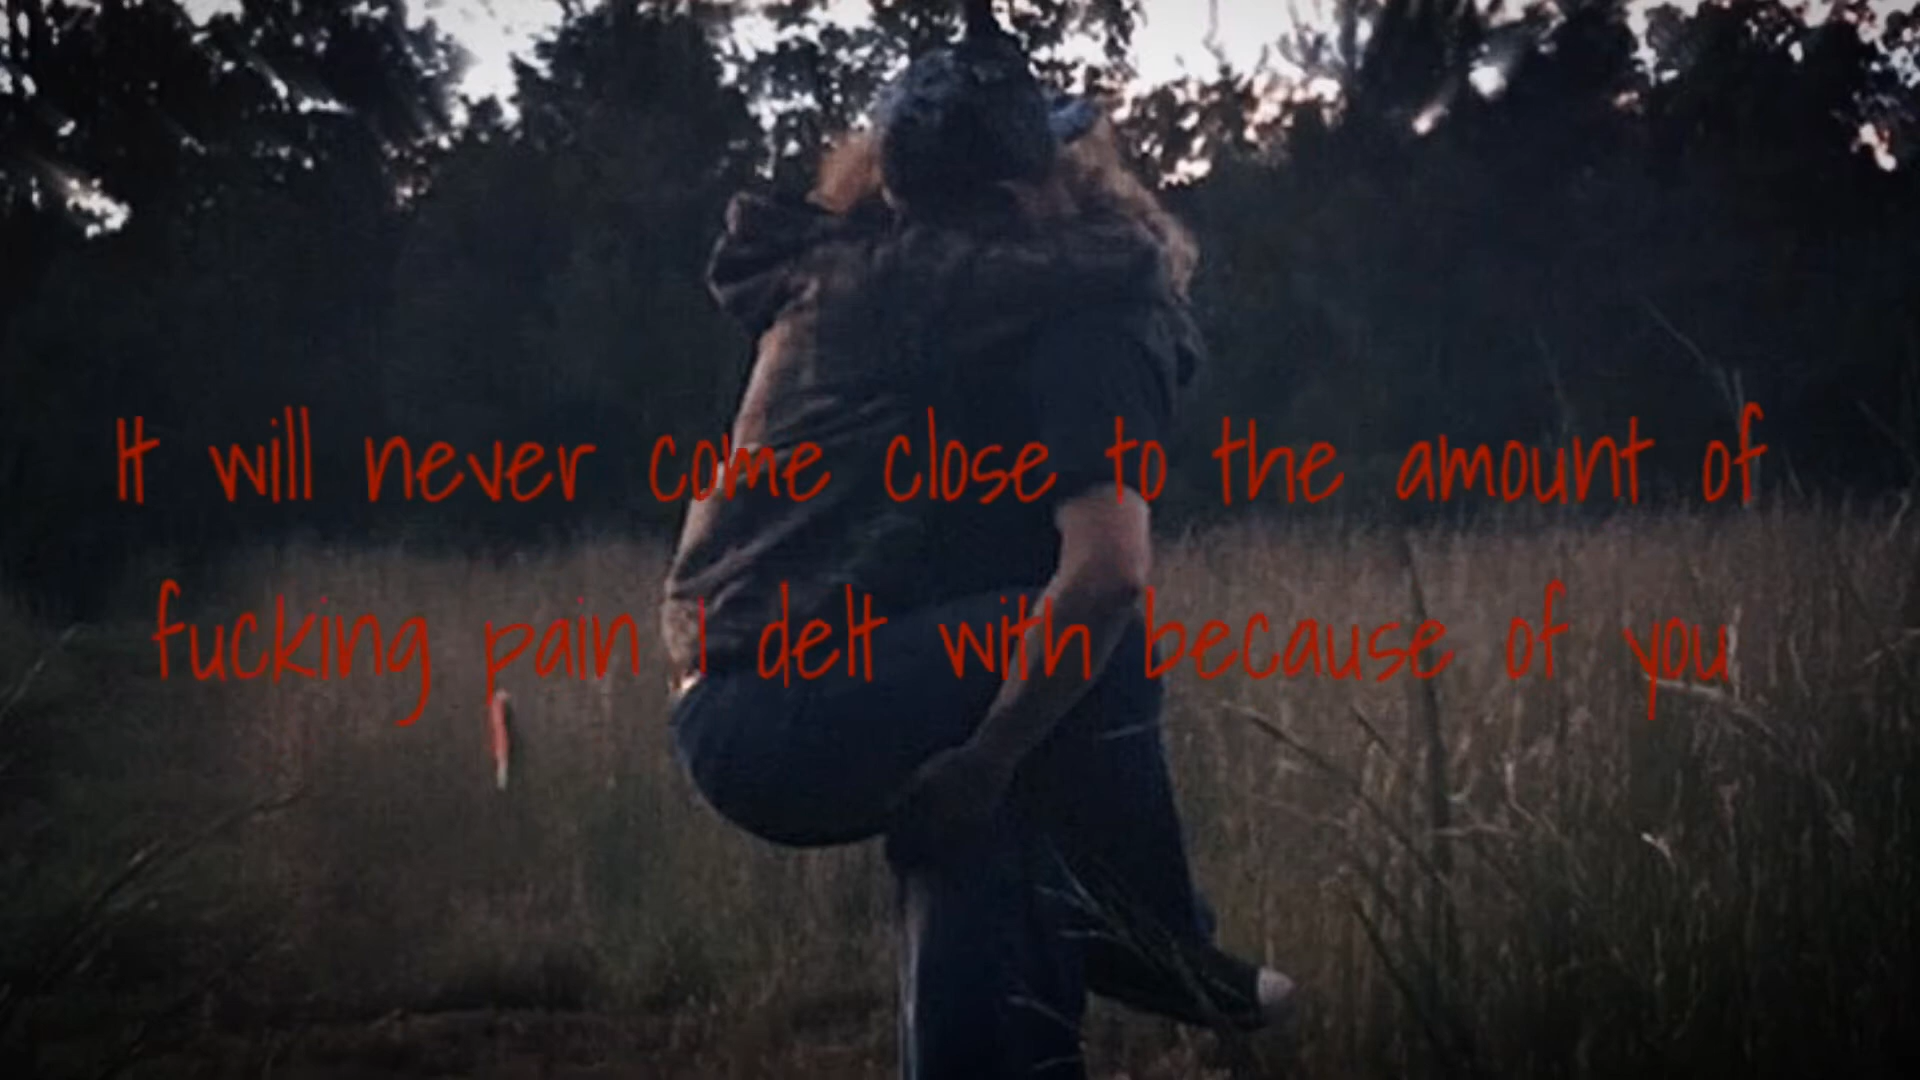 It will never come close to the amount of
fucking pain I delt with because of you